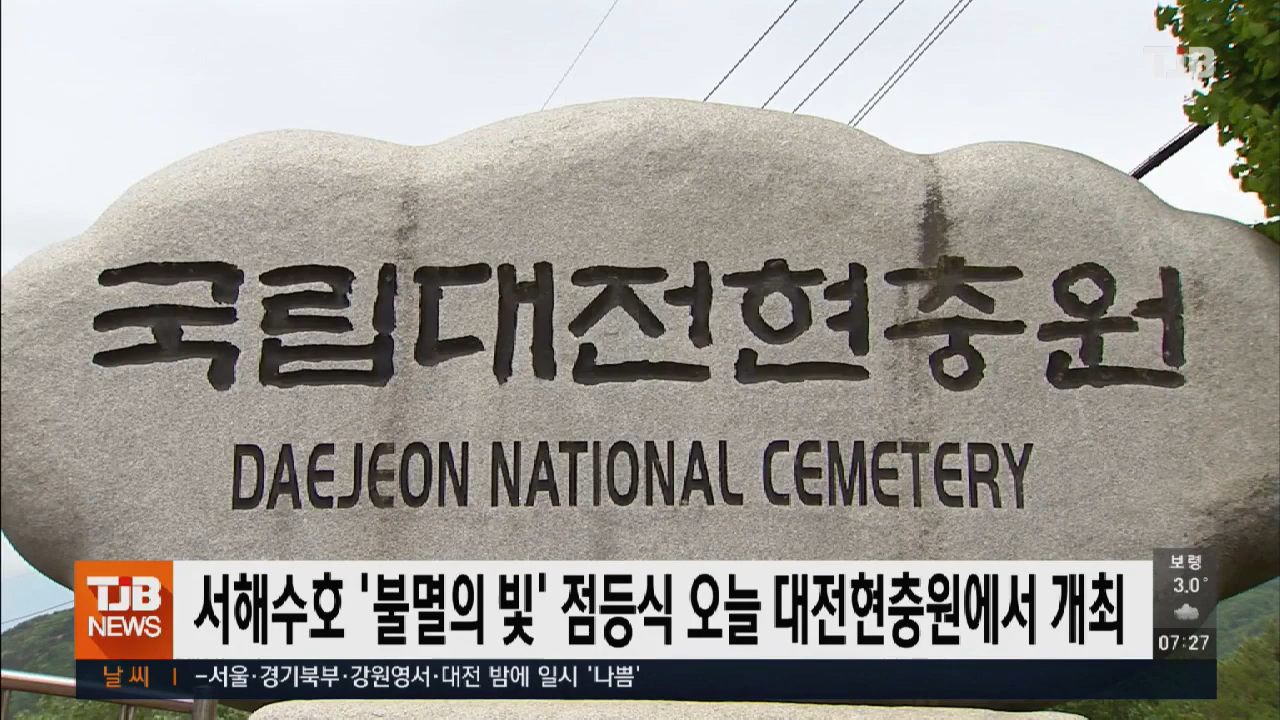 TJB
국립대전현충원
DAEJEON NATIONAL CEMETERY
TJB NEWS
서해수호 '불멸의 빛' 점등식 오늘 대전현충원에서 개최
보령
3.0°
07:27
날씨 | -서울·경기북부·강원영서·대전 밤에 일시 '나쁨'